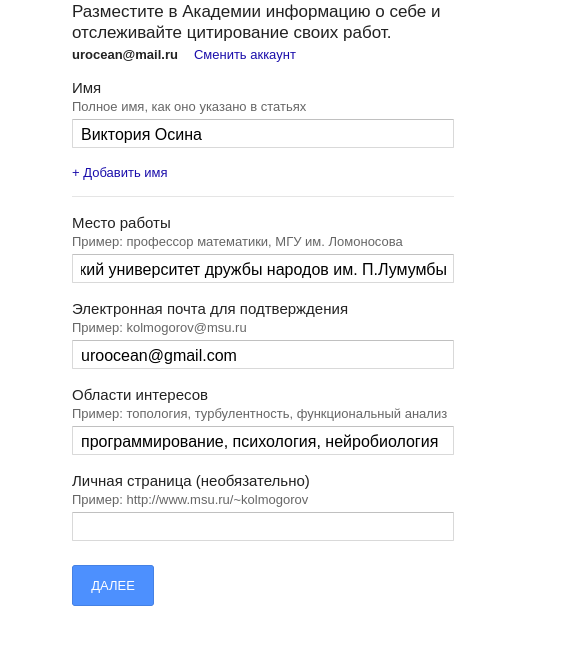 Разместите в Академии информацию о себе и
отслеживайте цитирование своих работ.
urocean@mail.ru Сменить аккаунт
Имя
Полное имя, как оно указано в статьях
Виктория Осина
+ Добавить имя
Место работы
Пример: профессор математики, МГУ им. Ломоносова
кий университет дружбы народов им. П.Лумумбы
Электронная почта для подтверждения
Пример: kolmogorov@msu.ru
uroocean@gmail.com
Области интересов
Пример: топология, турбулентность, функциональный анализ
программирование, психология, нейробиология
Личная страница (необязательно)
Пример: http://www.msu.ru/~kolmogorov
ДАЛЕЕ